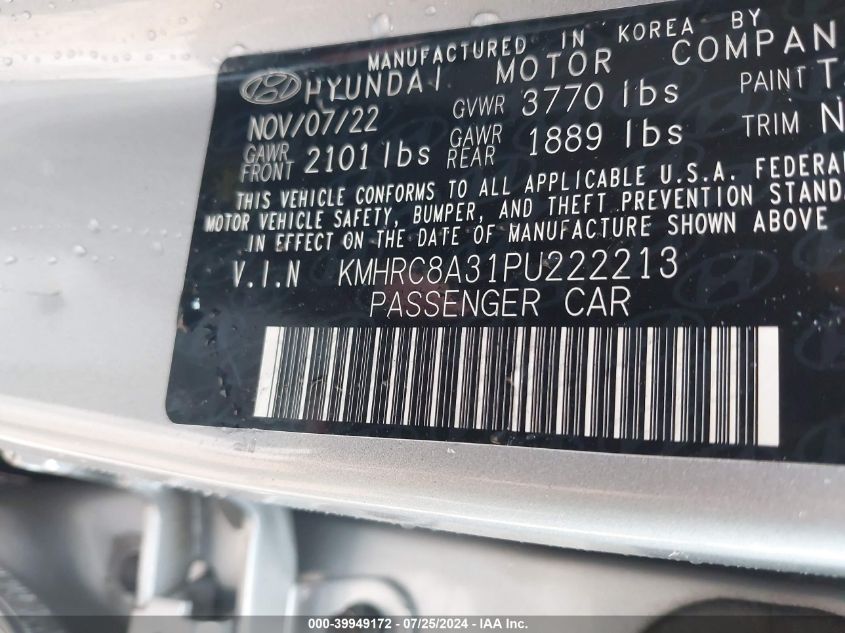 MANUFACTURED IN KOREA BY
HYUNDAI MOTOR COMPAN
NOV/07/22 GVWR 3770 lbs PAINT T
GAWR FRONT 2101 lbs GAWR REAR 1889 lbs TRIM N
THIS VEHICLE CONFORMS TO ALL APPLICABLE U.S.A. FEDERAL
MOTOR VEHICLE SAFETY, BUMPER, AND THEFT PREVENTION STAND
IN EFFECT ON THE DATE OF MANUFACTURE SHOWN ABOVE
V.I.N KMHRC8A31PU222213
PASSENGER CAR
000-39949172 - 07/25/2024 - IAA Inc.